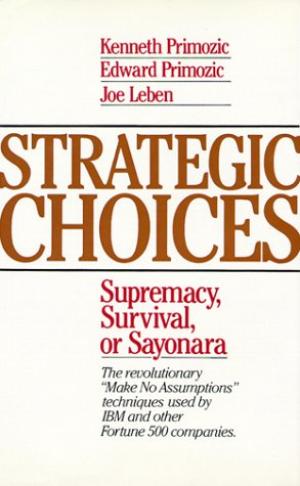 Kenneth Primozic
Edward Primozic
Joe Leben
STRATEGIC
CHOICES
Supremacy,
Survival,
or Sayonara
The revolutionary
"Make No Assumptions"
techniques used by
IBM and other
Fortune 500 companies.